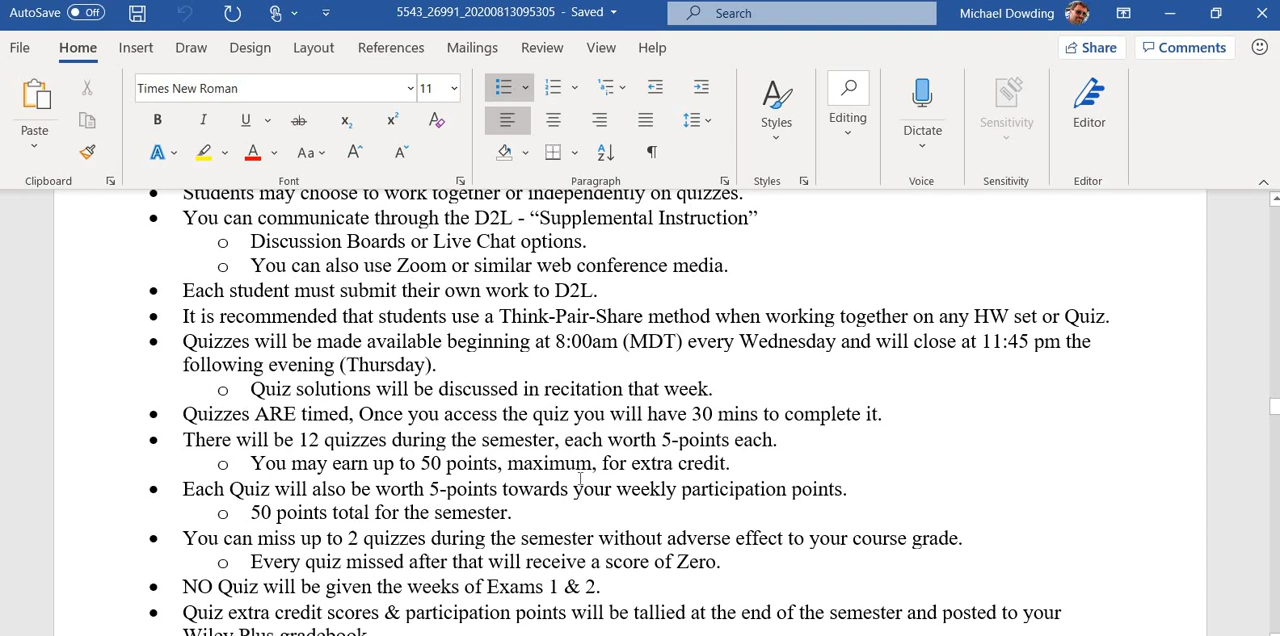 AutoSave Off 5543_26991_20200813095305 - Saved Search Michael Dowding
File Home Insert Draw Design Layout References Mailings Review View Help Share Comments
Times New Roman 11
Paste B I U ab X2 X2 A Styles Editing Dictate Sensitivity Editor
A A Aa A A A Z ¶
Clipboard Font Paragraph Styles Voice Sensitivity Editor
• Students may choose to work together or independently on quizzes.
• You can communicate through the D2L - “Supplemental Instruction”
o Discussion Boards or Live Chat options.
o You can also use Zoom or similar web conference media.
• Each student must submit their own work to D2L.
• It is recommended that students use a Think-Pair-Share method when working together on any HW set or Quiz.
• Quizzes will be made available beginning at 8:00am (MDT) every Wednesday and will close at 11:45 pm the
following evening (Thursday).
o Quiz solutions will be discussed in recitation that week.
• Quizzes ARE timed, Once you access the quiz you will have 30 mins to complete it.
• There will be 12 quizzes during the semester, each worth 5-points each.
o You may earn up to 50 points, maximum, for extra credit.
• Each Quiz will also be worth 5-points towards your weekly participation points.
o 50 points total for the semester.
• You can miss up to 2 quizzes during the semester without adverse effect to your course grade.
o Every quiz missed after that will receive a score of Zero.
• NO Quiz will be given the weeks of Exams 1 & 2.
• Quiz extra credit scores & participation points will be tallied at the end of the semester and posted to your
Wiley Plus gradebook